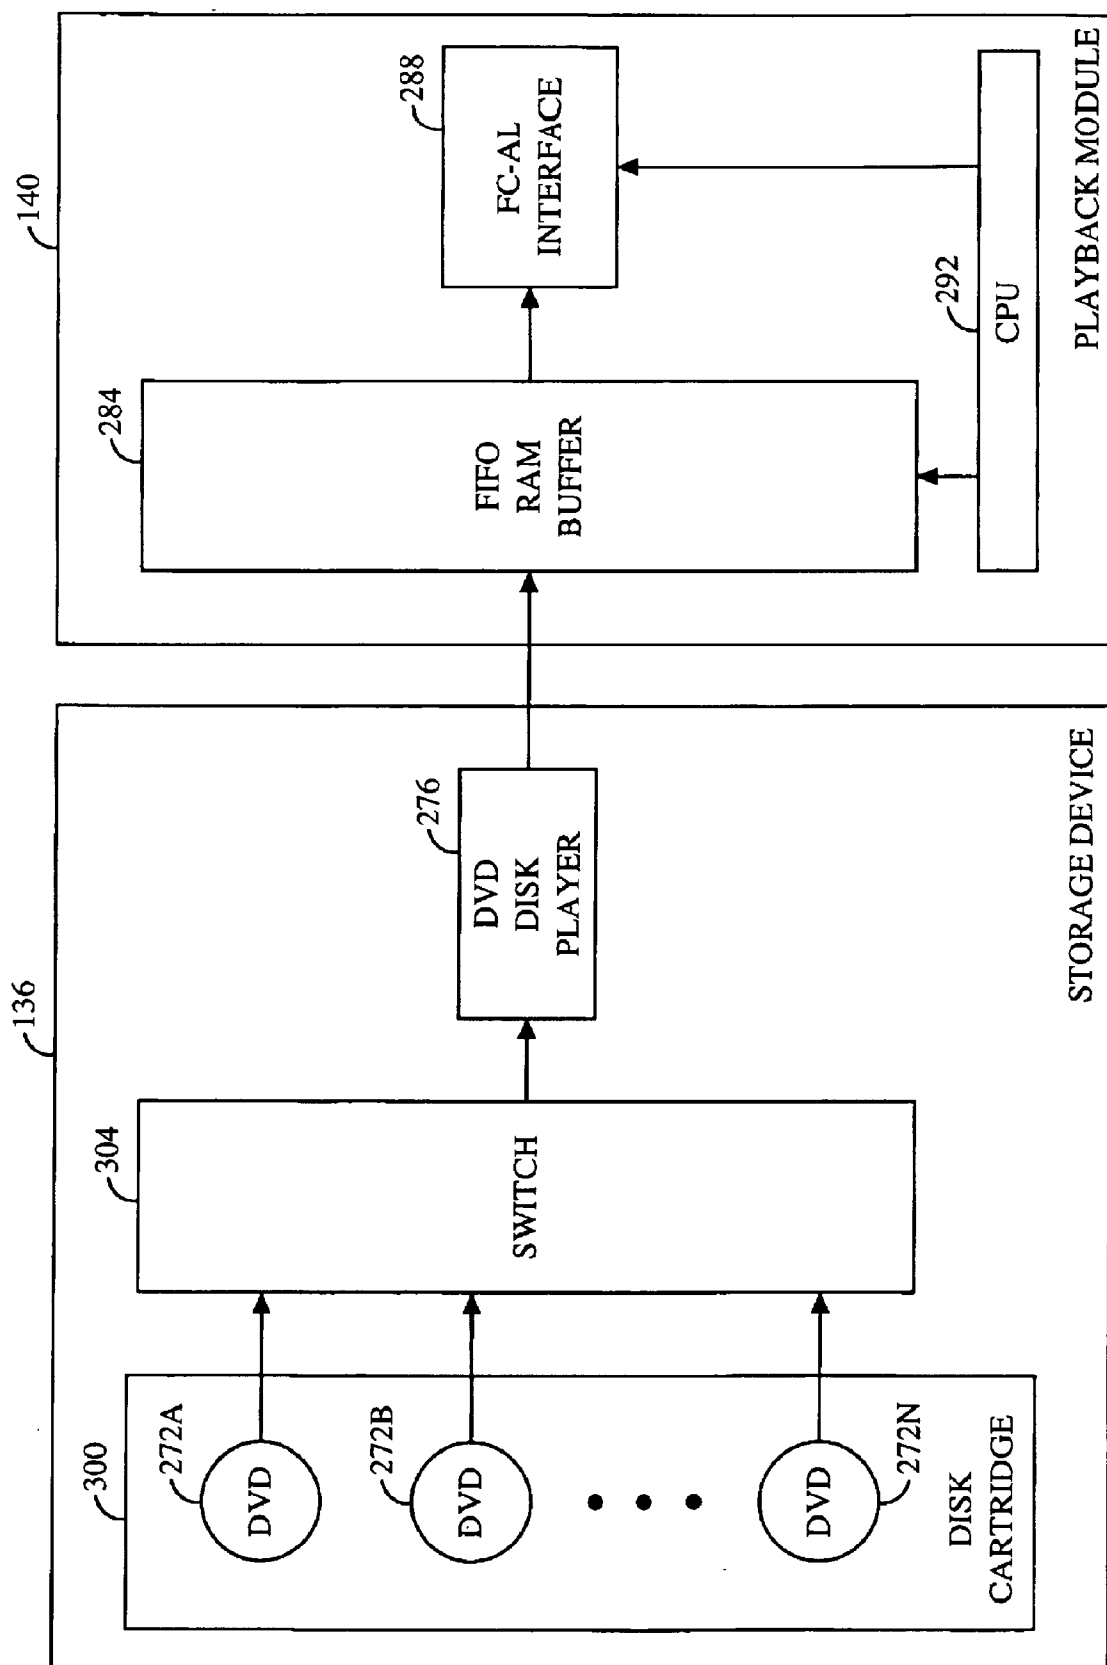 136
300
272A
DVD
272B
DVD
272N
DVD
DISK
CARTRIDGE
304
SWITCH
276
DVD
DISK
PLAYER
STORAGE DEVICE
140
284
FIFO
RAM
BUFFER
288
FC-AL
INTERFACE
292
CPU
PLAYBACK MODULE